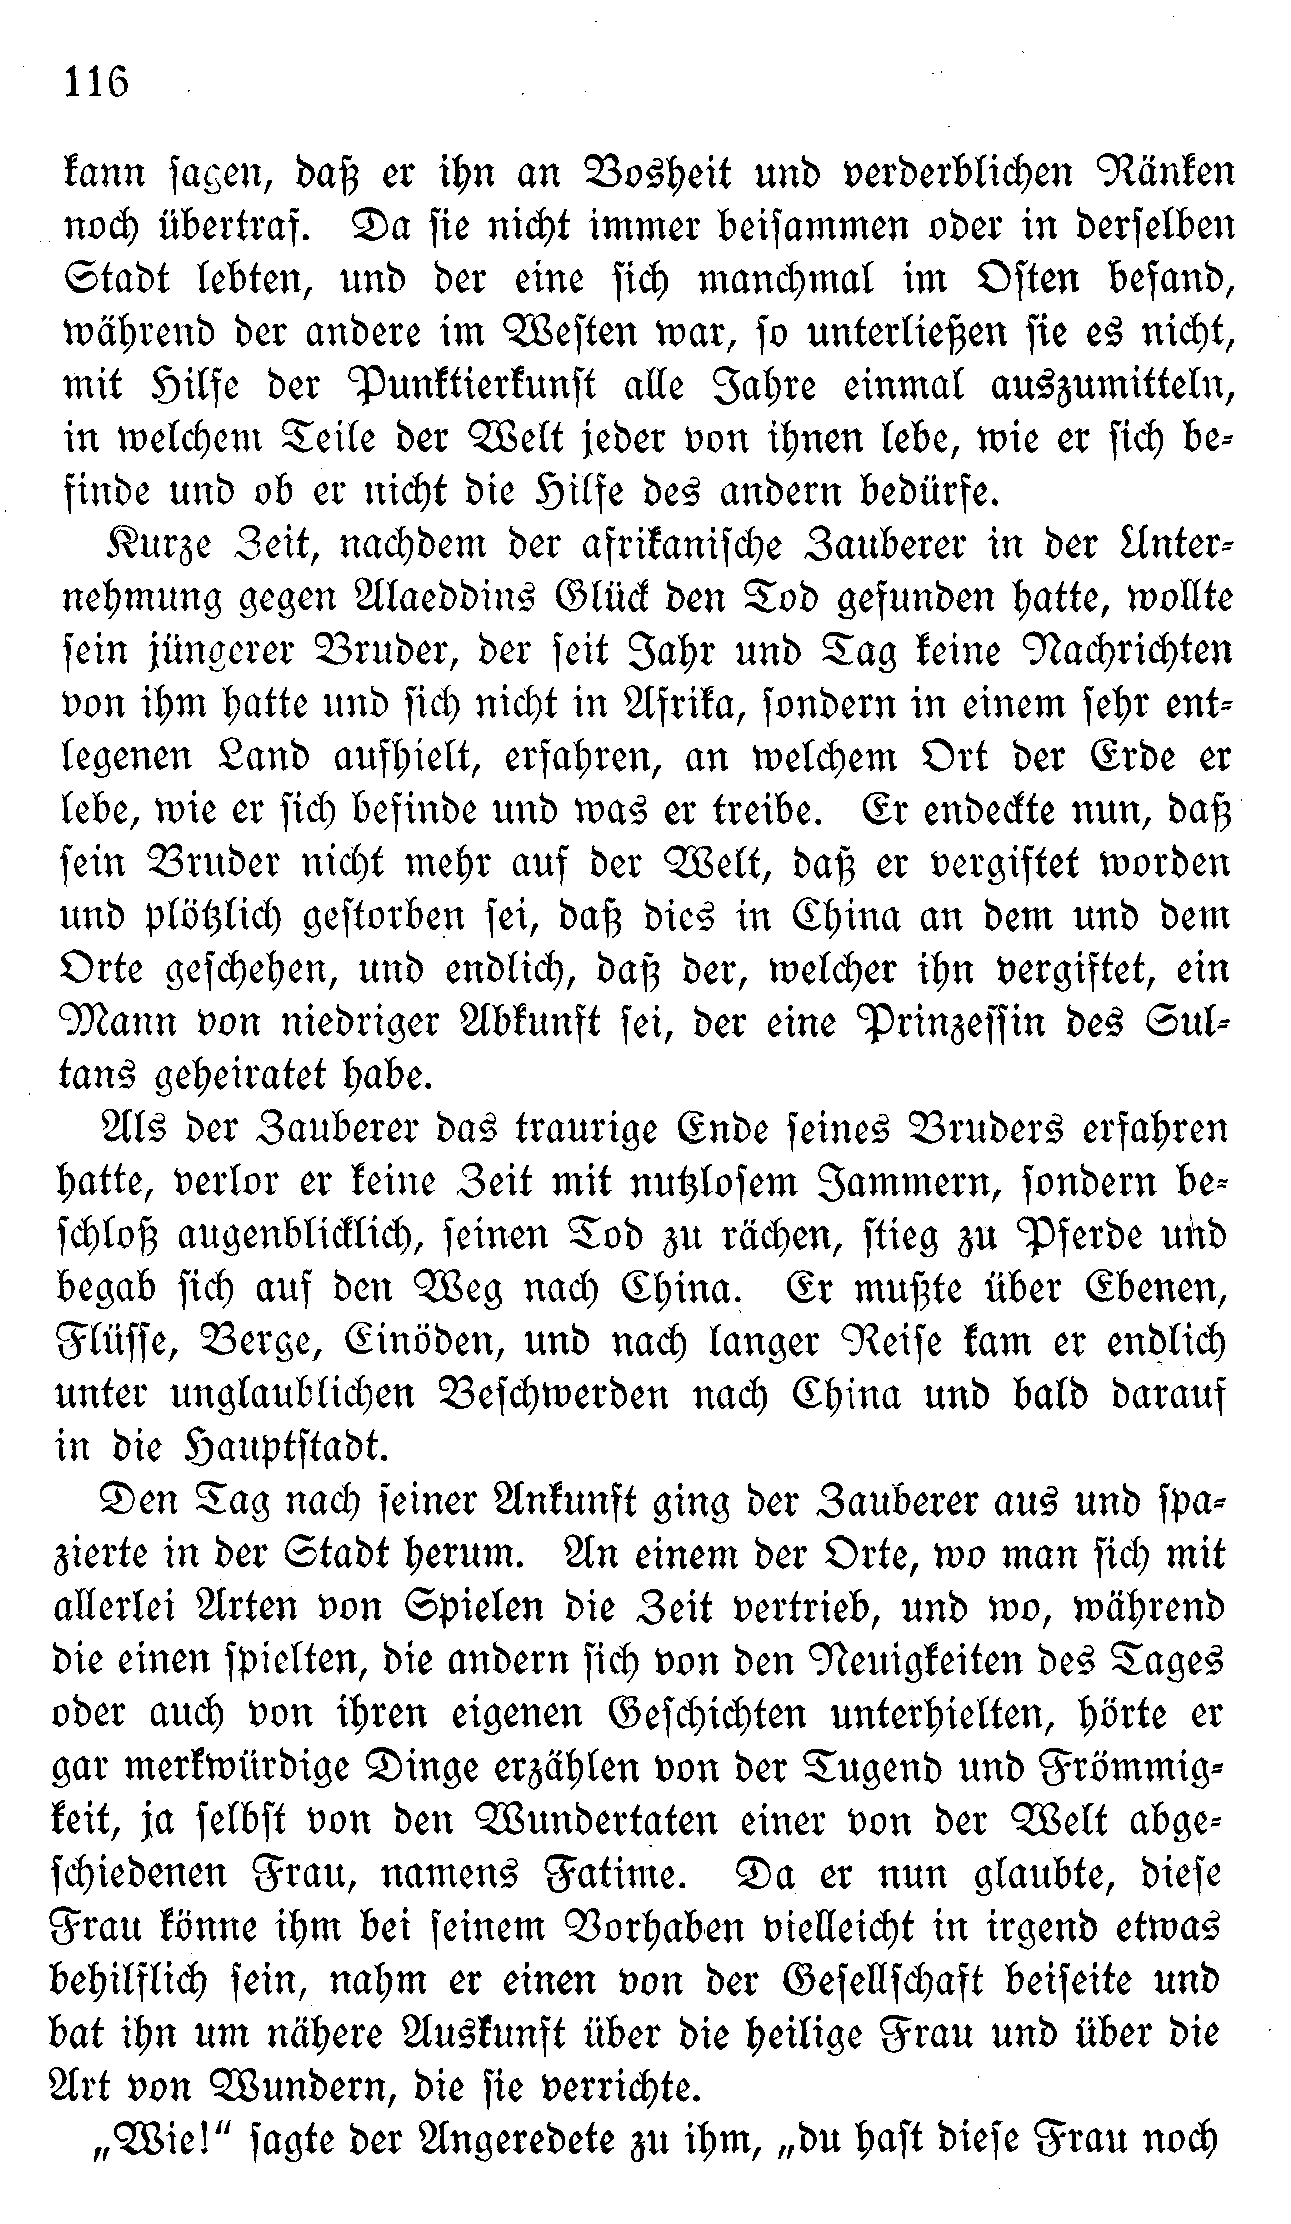 116
kann sagen, daß er ihn an Bosheit und verderblichen Ränken
noch übertraf. Da sie nicht immer beisammen oder in derselben
Stadt lebten, und der eine sich manchmal im Osten befand,
während der andere im Westen war, so unterließen sie es nicht,
mit Hilfe der Punktierkunst alle Jahre einmal auszumitteln,
in welchem Teile der Welt jeder von ihnen lebe, wie er sich be-
finde und ob er nicht die Hilfe des andern bedürfe.
Kurze Zeit, nachdem der afrikanische Zauberer in der Unter-
nehmung gegen Alaeddins Glück den Tod gefunden hatte, wollte
sein jüngerer Bruder, der seit Jahr und Tag keine Nachrichten
von ihm hatte und sich nicht in Afrika, sondern in einem sehr ent-
legenen Land aufhielt, erfahren, an welchem Ort der Erde er
lebe, wie er sich befinde und was er treibe. Er endeckte nun, daß
sein Bruder nicht mehr auf der Welt, daß er vergiftet worden
und plötzlich gestorben sei, daß dies in China an dem und dem
Orte geschehen, und endlich, daß der, welcher ihn vergiftet, ein
Mann von niedriger Abkunft sei, der eine Prinzessin des Sul-
tans geheiratet habe.
Als der Zauberer das traurige Ende seines Bruders erfahren
hatte, verlor er keine Zeit mit nutzlosem Jammern, sondern be-
schloß augenblicklich, seinen Tod zu rächen, stieg zu Pferde und
begab sich auf den Weg nach China. Er mußte über Ebenen,
Flüsse, Berge, Einöden, und nach langer Reise kam er endlich
unter unglaublichen Beschwerden nach China und bald darauf
in die Hauptstadt.
Den Tag nach seiner Ankunft ging der Zauberer aus und spa-
zierte in der Stadt herum. An einem der Orte, wo man sich mit
allerlei Arten von Spielen die Zeit vertrieb, und wo, während
die einen spielten, die andern sich von den Neuigkeiten des Tages
oder auch von ihren eigenen Geschichten unterhielten, hörte er
gar merkwürdige Dinge erzählen von der Tugend und Frömmig-
keit, ja selbst von den Wundertaten einer von der Welt abge-
schiedenen Frau, namens Fatime. Da er nun glaubte, diese
Frau könne ihm bei seinem Vorhaben vielleicht in irgend etwas
behilflich sein, nahm er einen von der Gesellschaft beiseite und
bat ihn um nähere Auskunft über die heilige Frau und über die
Art von Wundern, die sie verrichte.
„Wie!“ sagte der Angeredete zu ihm, „du hast diese Frau noch